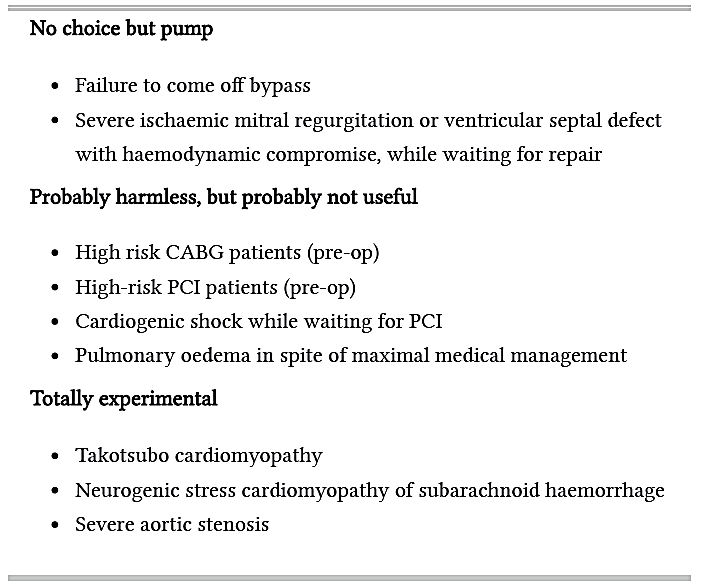 No choice but pump
• Failure to come off bypass
• Severe ischaemic mitral regurgitation or ventricular septal defect
with haemodynamic compromise, while waiting for repair
Probably harmless, but probably not useful
• High risk CABG patients (pre-op)
• High-risk PCI patients (pre-op)
• Cardiogenic shock while waiting for PCI
• Pulmonary oedema in spite of maximal medical management
Totally experimental
• Takotsubo cardiomyopathy
• Neurogenic stress cardiomyopathy of subarachnoid haemorrhage
• Severe aortic stenosis